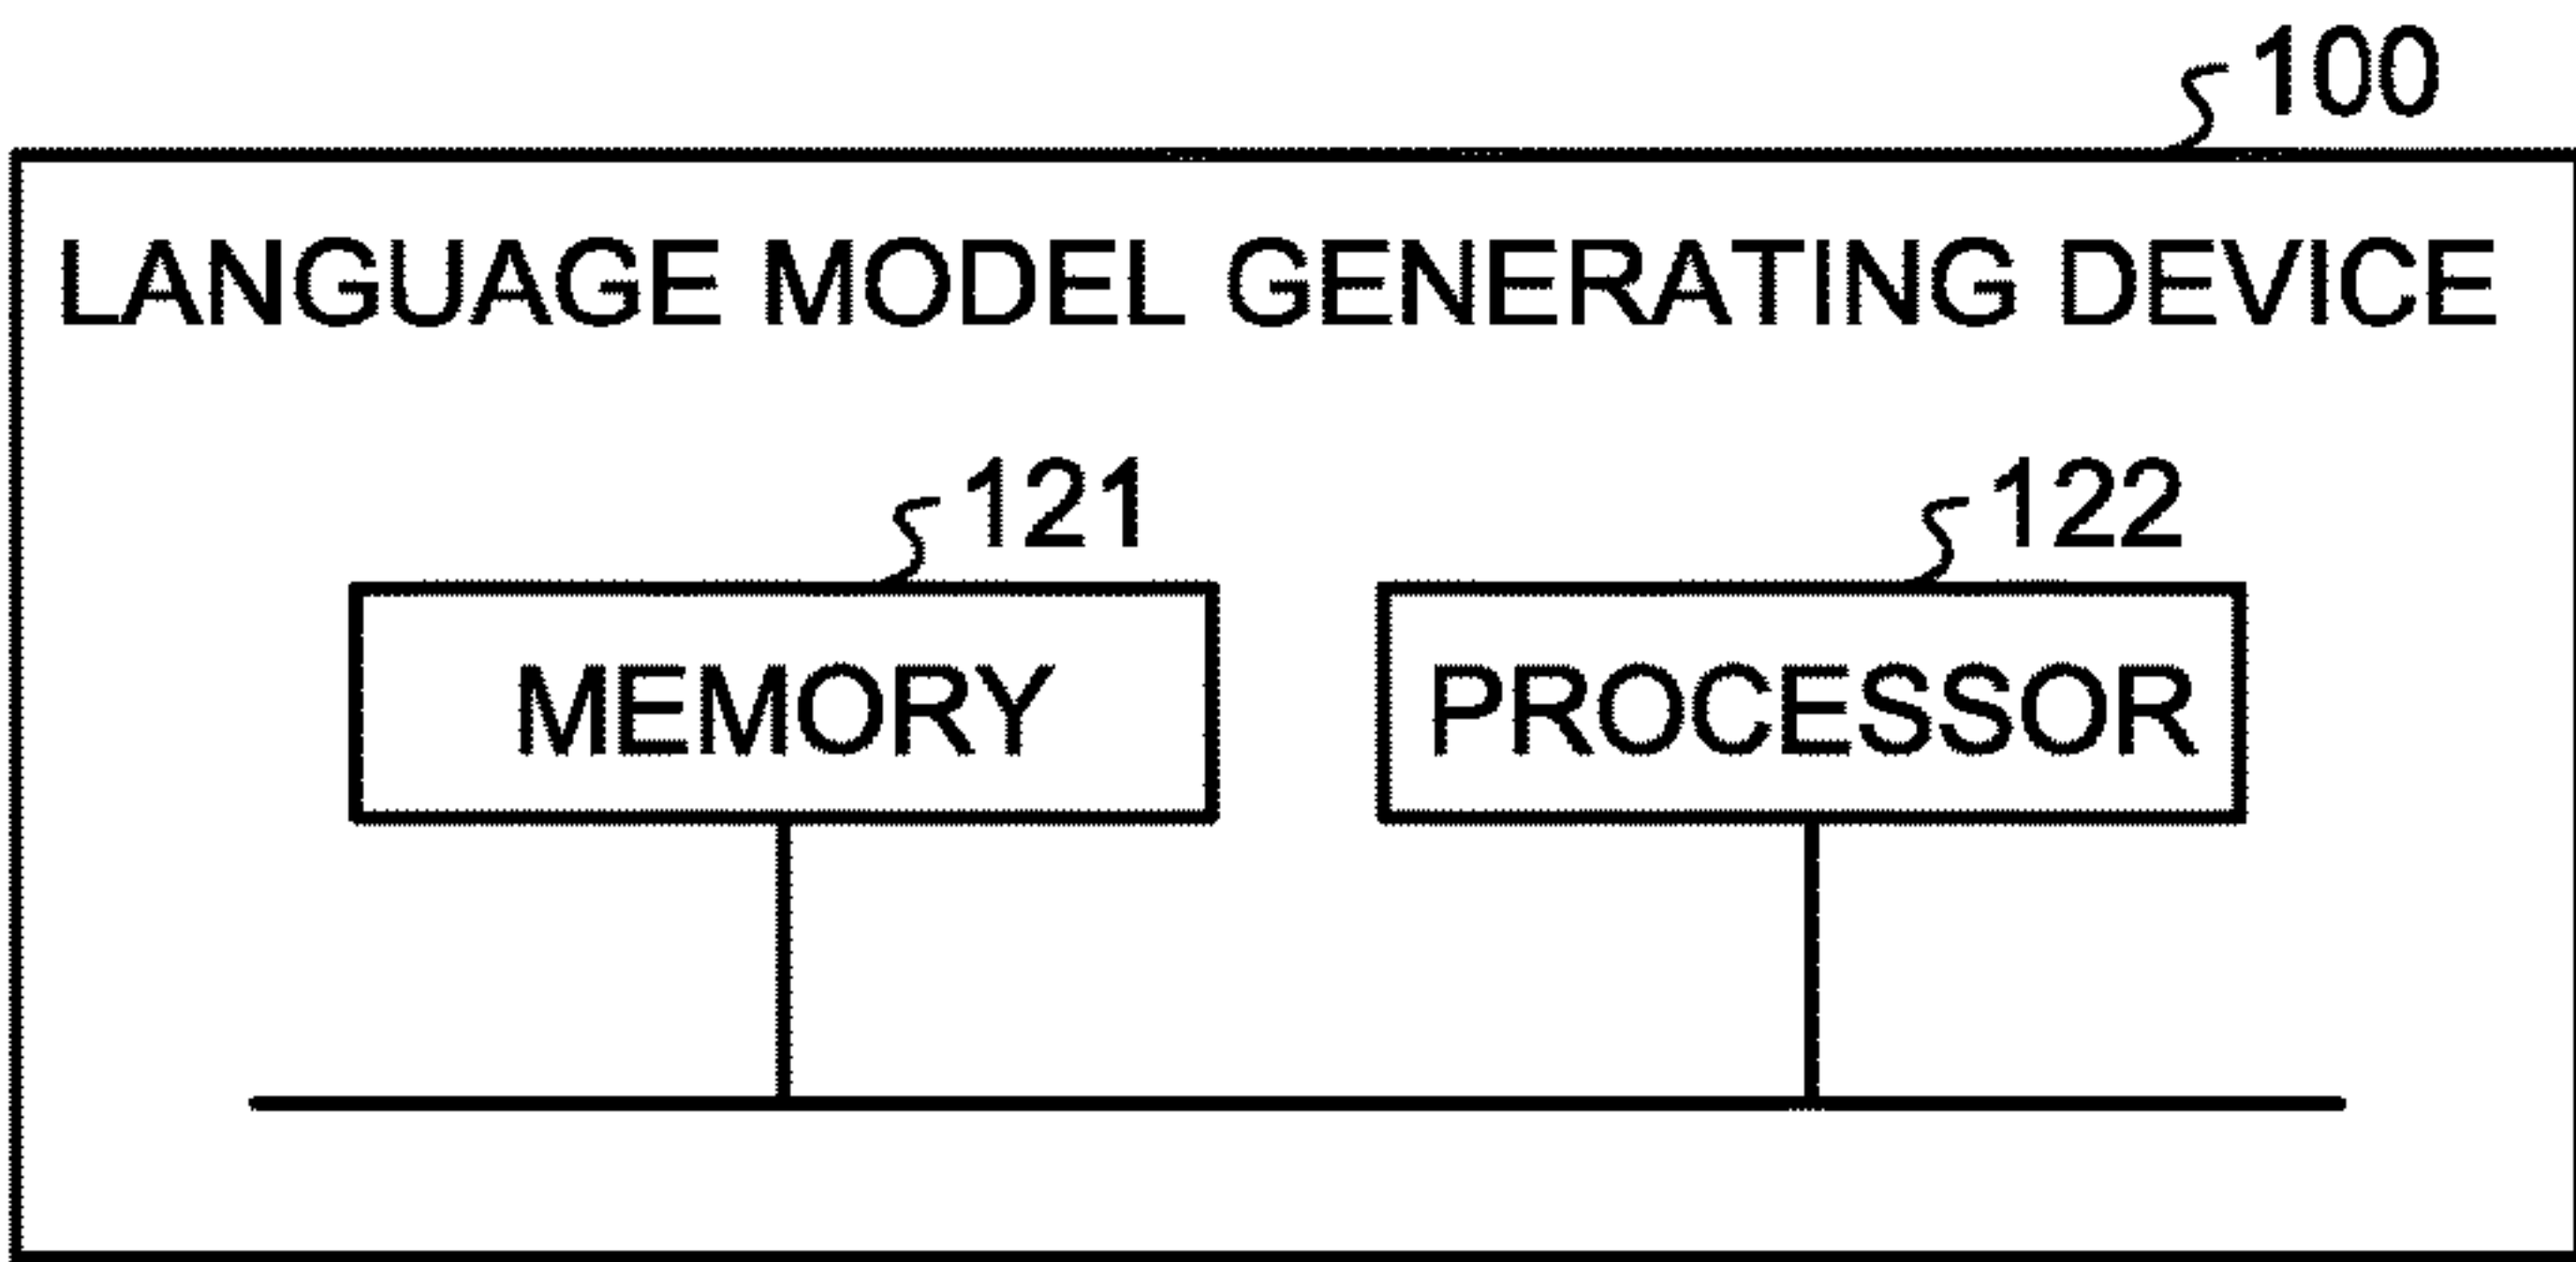 100
LANGUAGE MODEL GENERATING DEVICE
121 122
MEMORY PROCESSOR